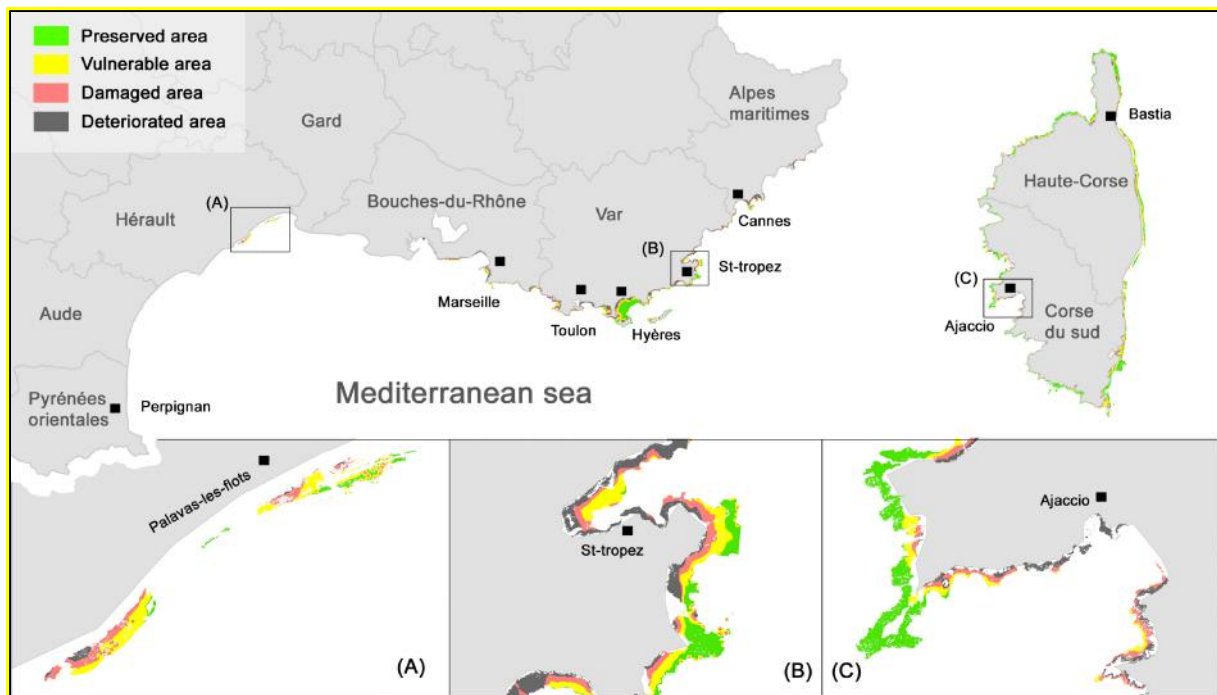 Preserved area
Vulnerable area
Damaged area
Deteriorated area
Gard
Alpes
maritimes
Bastia
Hérault
(A)
Bouches-du-Rhône
Var
Cannes
Haute-Corse
(B)
St-tropez
Marseille
Toulon
Hyères
(C)
Ajaccio
Corse
du sud
Aude
Pyrénées
orientales
Perpignan
Mediterranean sea
Palavas-les-flots
(A)
St-tropez
(B)
Ajaccio
(C)